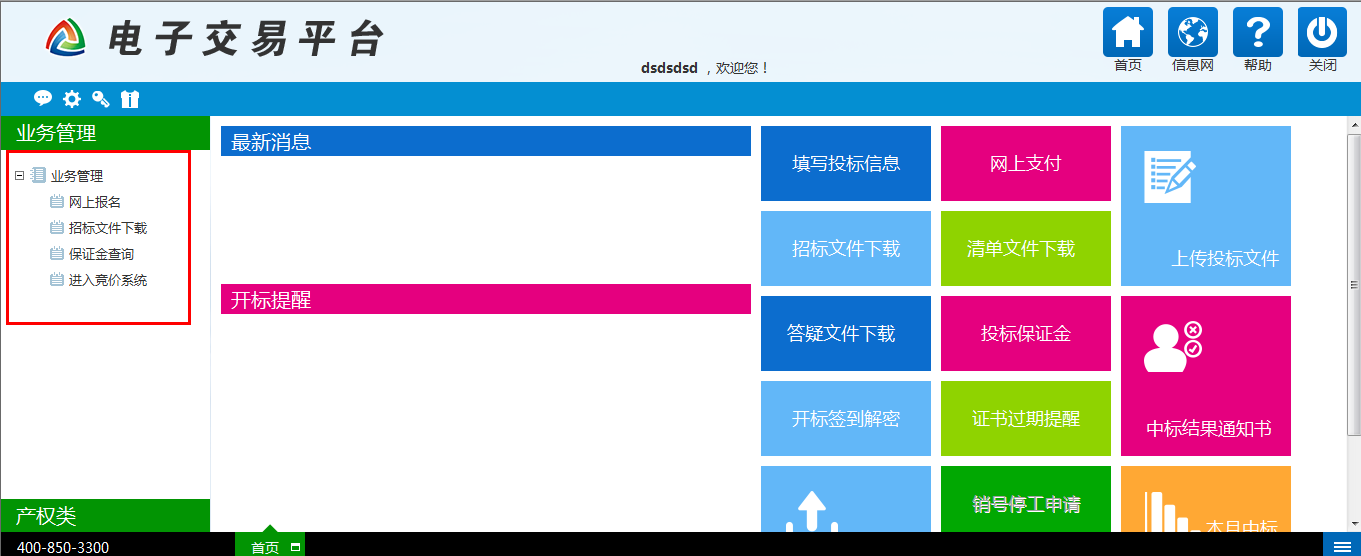 电子交易平台
dsdsdsd ，欢迎您！
首页
信息网
帮助
关闭
业务管理
业务管理
网上报名
招标文件下载
保证金查询
进入竞价系统
产权类
最新消息
开标提醒
填写投标信息
网上支付
招标文件下载
清单文件下载
上传投标文件
答疑文件下载
投标保证金
开标签到解密
证书过期提醒
中标结果通知书
销号停工申请
本月中标
400-850-3300
首页